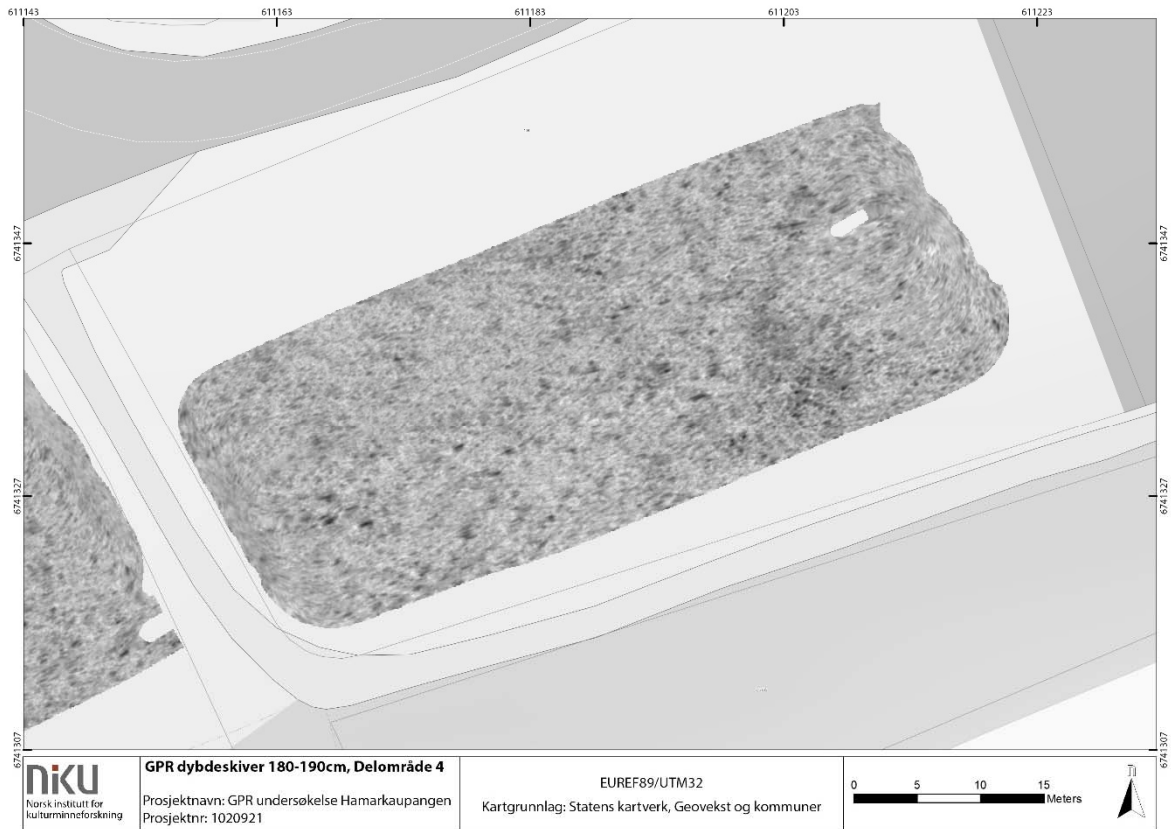 611143 611163 611183 611203 611223
6741347 6741347
6741327 6741327
6741307 6741307
NIKU
Norsk institutt for
kulturminneforskning
GPR dybdeskiver 180-190cm, Delområde 4
Prosjektnavn: GPR undersøkelse Hamarkaupangen
Prosjektnr: 1020921
EUREF89/UTM32
Kartgrunnlag: Statens kartverk, Geovekst og kommuner
0 5 10 15
Meters